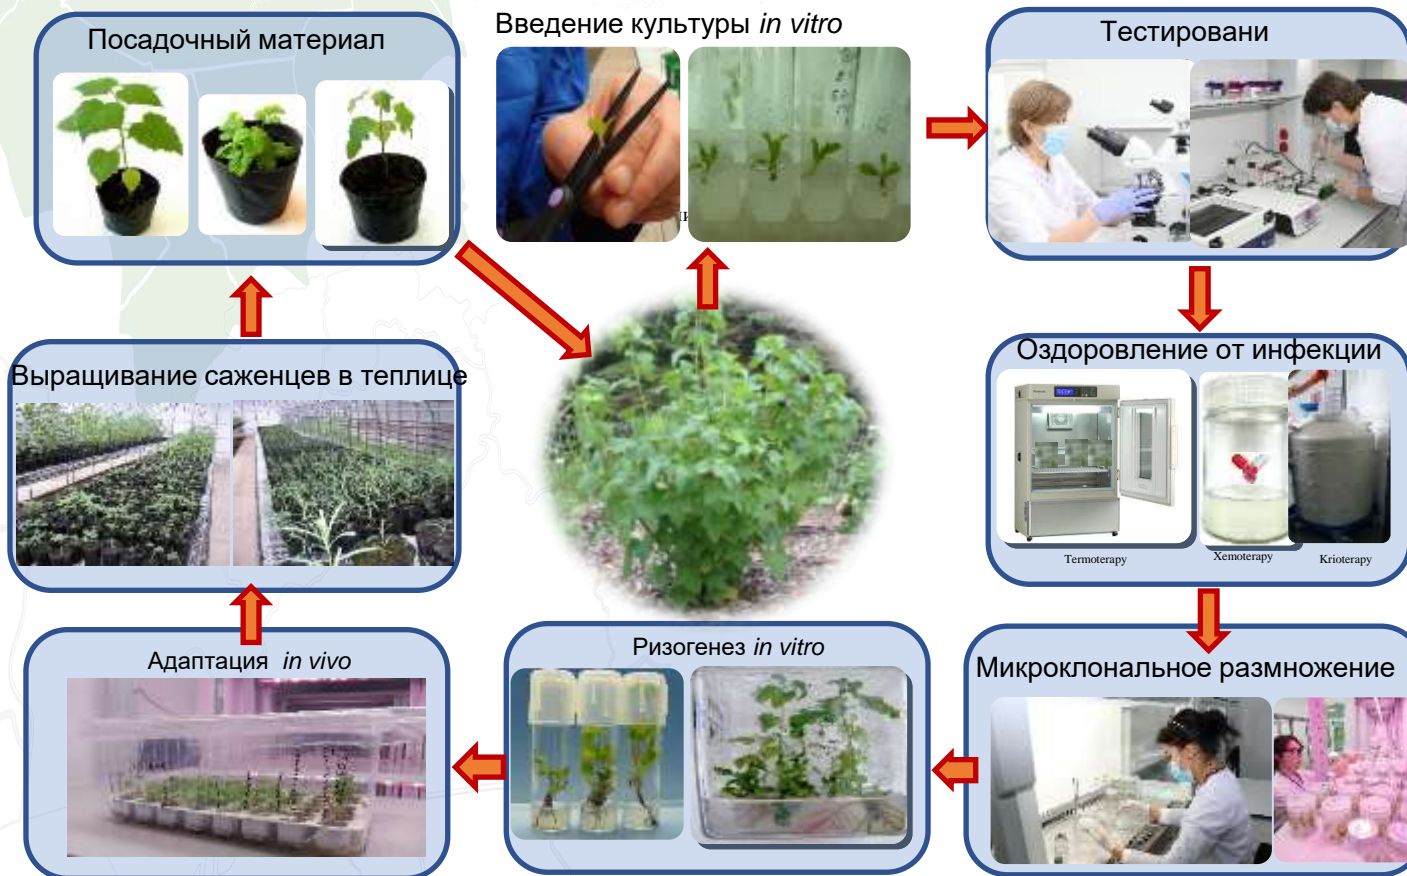 Посадочный материал
Введение культуры in vitro
Тестировани
Оздоровление от инфекции
Termoterapy
Xemoterapy
Krioterapy
Выращивание саженцев в теплице
Адаптация in vivo
Ризогенез in vitro
Микроклональное размножение